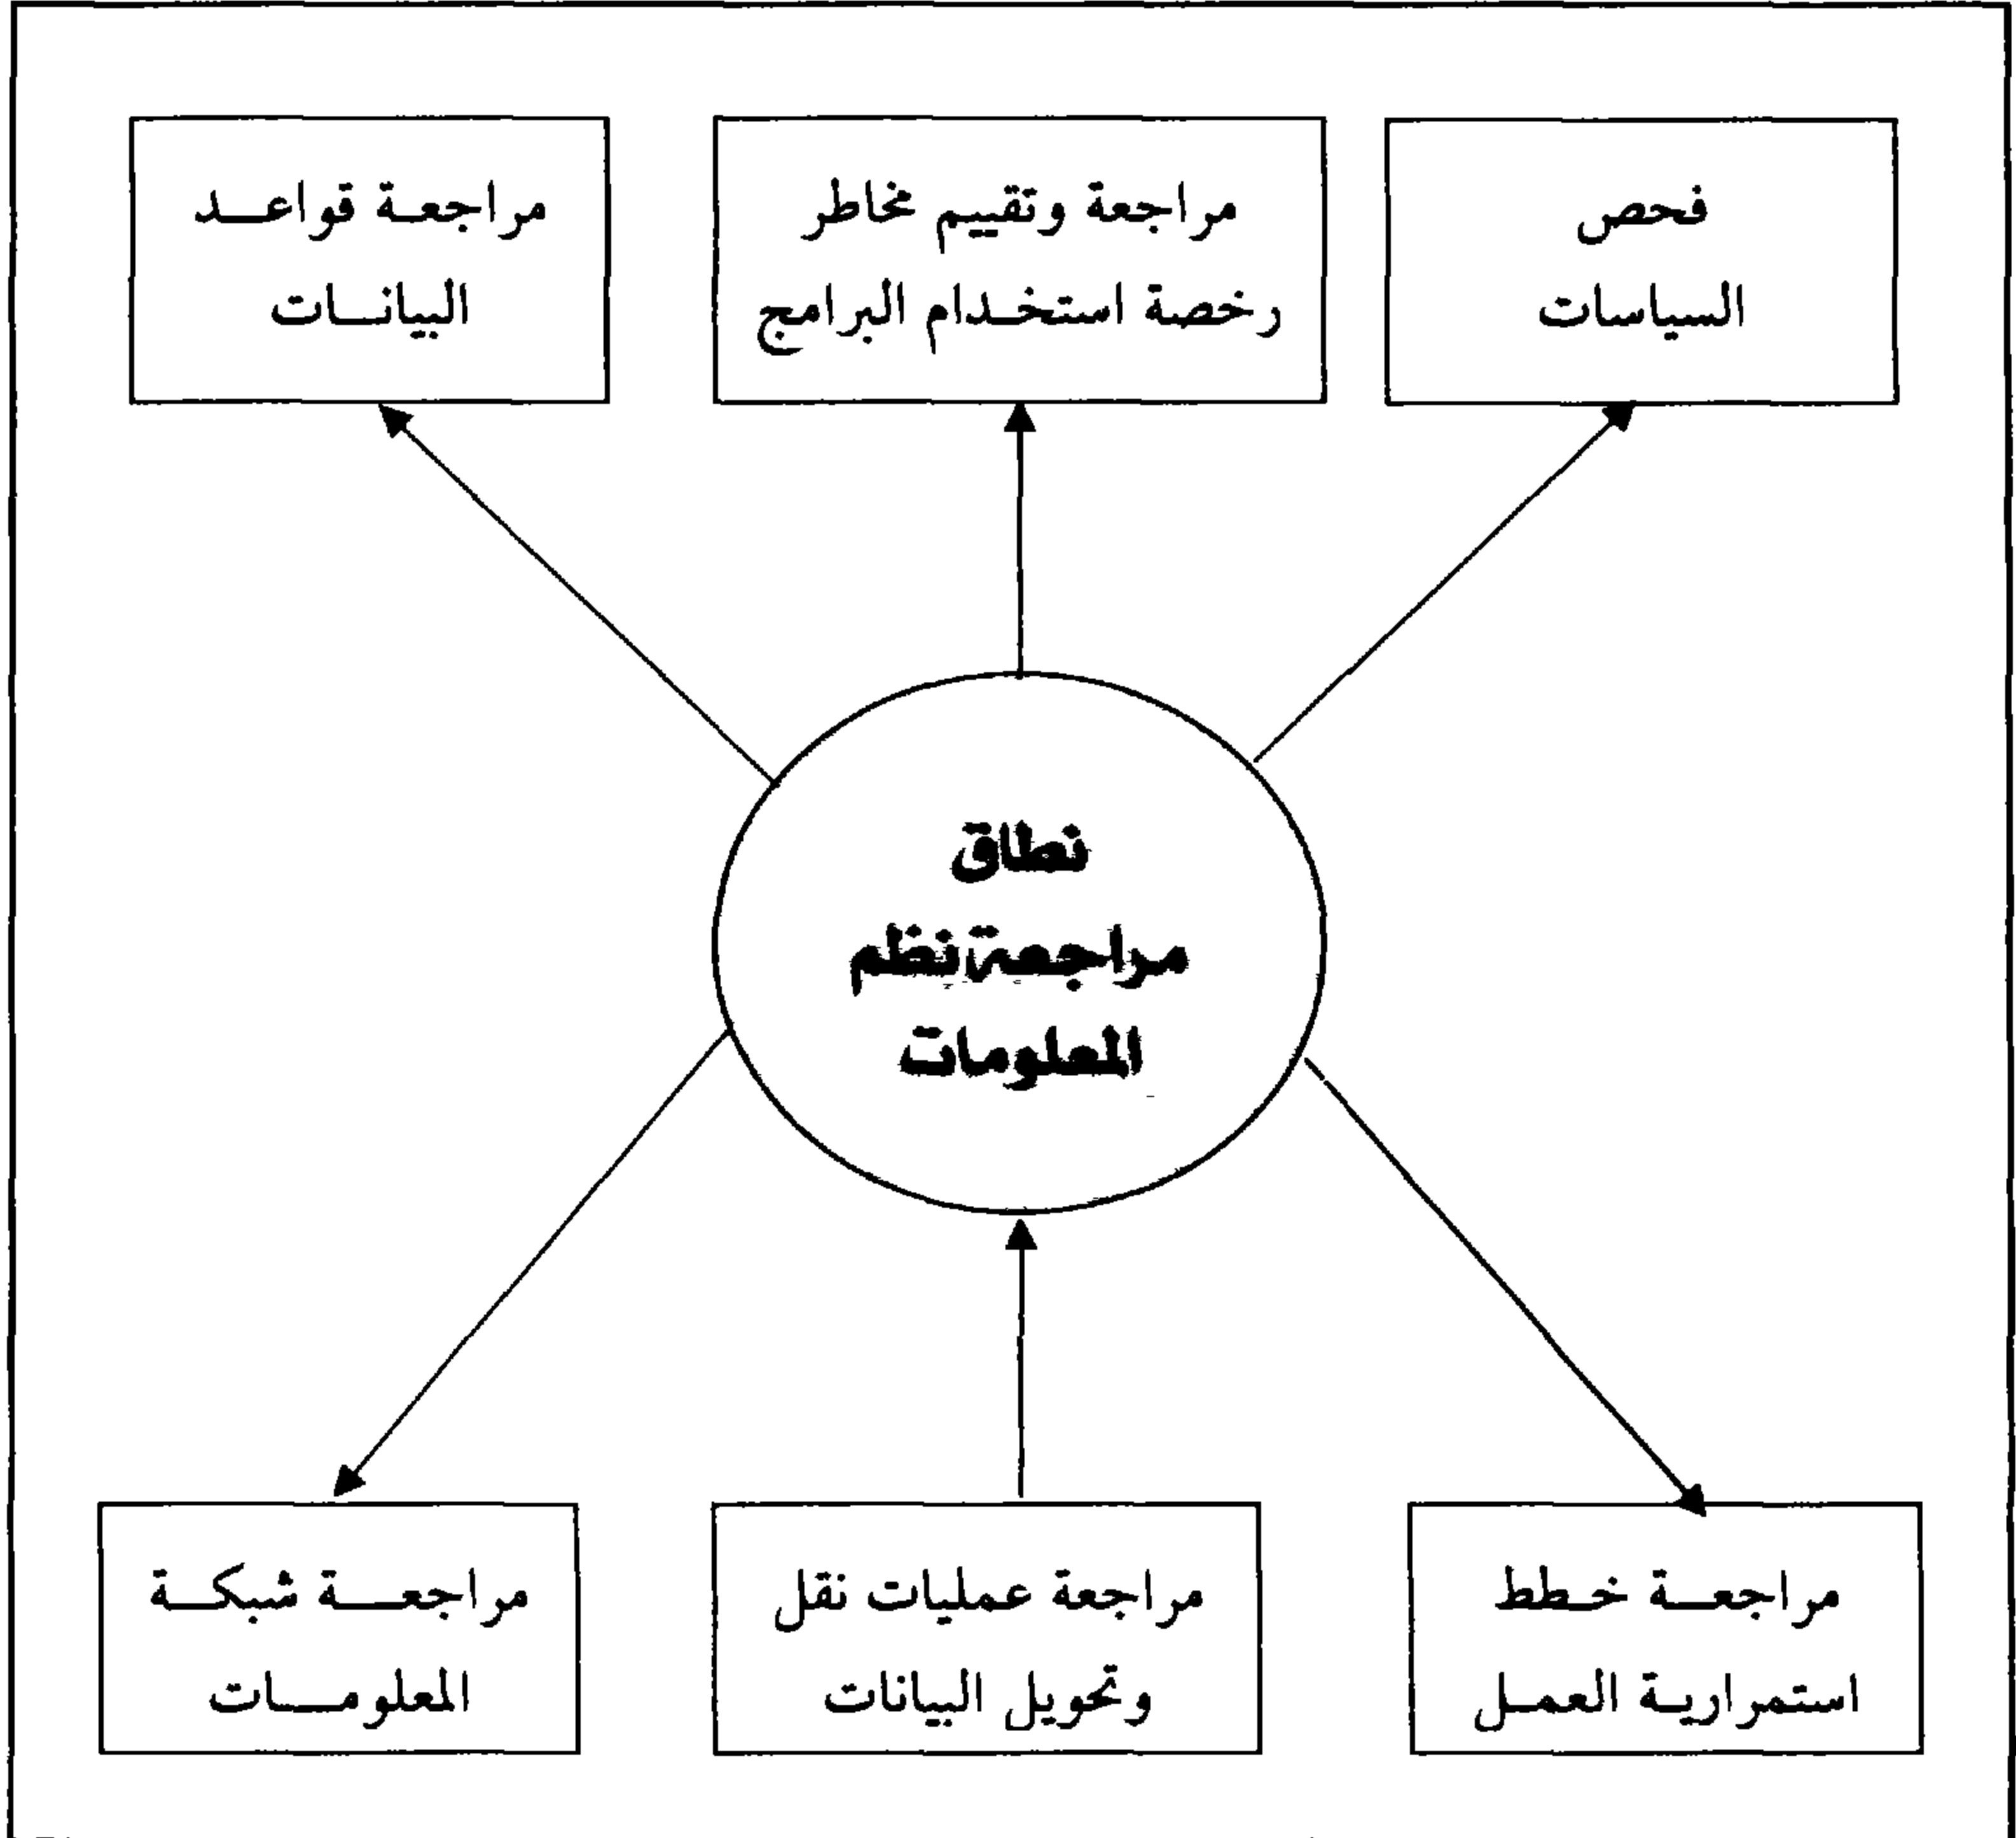 فحص
السياسات
مراجعة وتقييم مخاطر
رخصة استخدام البرامج
مراجعة قواعد
البيانات
نطاق
مراجعة نظم
المعلومات
مراجعة خطط
استمرارية العمل
مراجعة عمليات نقل
وتحويل البيانات
مراجعة شبكة
المعلومات